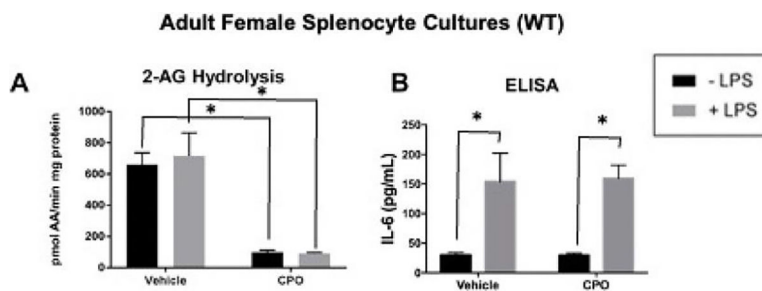 Adult Female Splenocyte Cultures (WT)
A
2-AG Hydrolysis
pmol AA/min mg protein
1000
800
600
400
200
0
*
*
Vehicle
CPO
B
ELISA
IL-6 (pg/mL)
250
200
150
100
50
0
*
*
Vehicle
CPO
- LPS
+ LPS